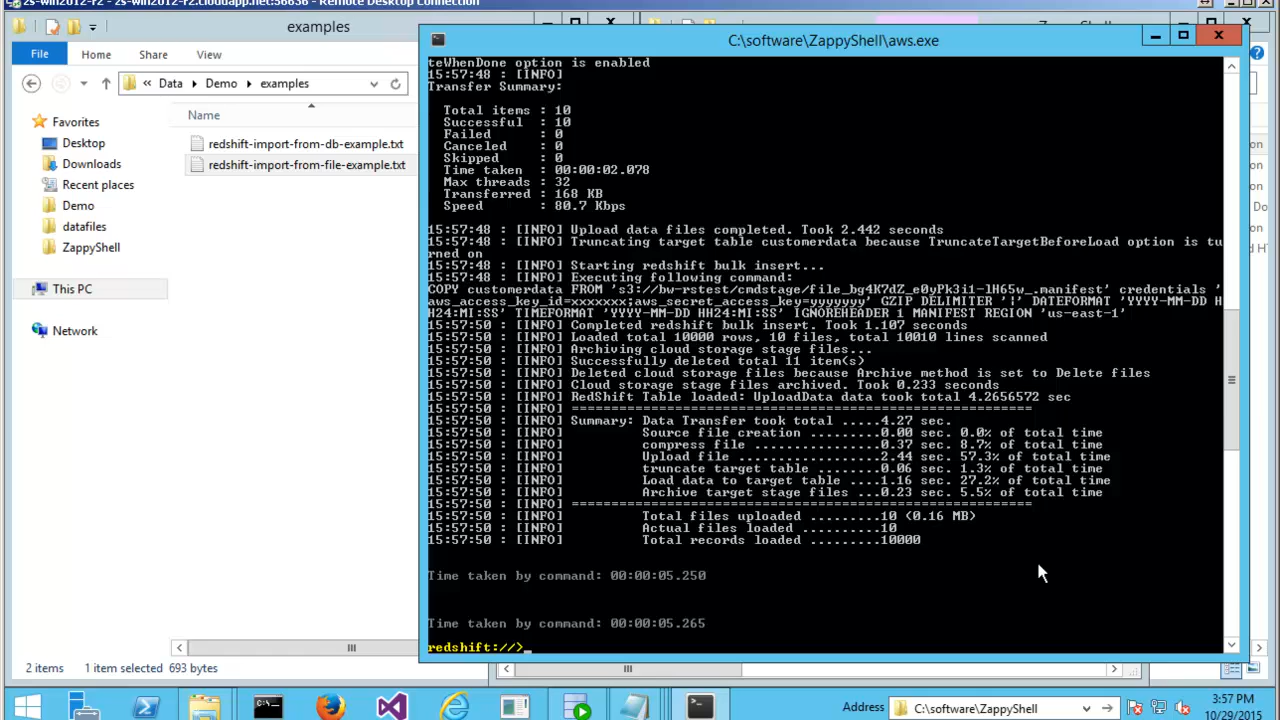 zs-win2012-r2 - zs-win2012-r2.cloudapp.net:56636 - Remote Desktop Connection
examples
File
Home
Share
View
Data
Demo
examples
Name
Favorites
Desktop
Downloads
Recent places
Demo
datafiles
ZappyShell
This PC
Network
redshift-import-from-db-example.txt
redshift-import-from-file-example.txt
2 items
1 item selected 693 bytes
C:\software\ZappyShell\aws.exe
teWhenDone option is enabled
15:57:48 : [INFO]
Transfer Summary:
Total items : 10
Successful : 10
Failed : 0
Canceled : 0
Skipped : 0
Time taken : 00:00:02.078
Max threads : 32
Transferred : 168 KB
Speed : 80.7 Kbps
15:57:48 : [INFO] Upload data files completed. Took 2.442 seconds
15:57:48 : [INFO] Truncating target table customerdata because TruncateTargetBeforeLoad option is tu
rned on
15:57:48 : [INFO] Starting redshift bulk insert...
15:57:48 : [INFO] Executing following command:
COPY customerdata FROM 's3://bw-rstest/cmdstage/file_bg4K7dZ_e0yPk3i1-lH65w_.manifest' credentials '
aws_access_key_id=xxxxxxx;aws_secret_access_key=yyyyyyy' GZIP DELIMITER '|' DATEFORMAT 'YYYY-MM-DD H
H24:MI:SS' TIMEFORMAT 'YYYY-MM-DD HH24:MI:SS' IGNOREHEADER 1 MANIFEST REGION 'us-east-1'
15:57:50 : [INFO] Completed redshift bulk insert. Took 1.107 seconds
15:57:50 : [INFO] Loaded total 10000 rows, 10 files, total 10010 lines scanned
15:57:50 : [INFO] Archiving cloud storage stage files...
15:57:50 : [INFO] Successfully deleted total 11 item(s)
15:57:50 : [INFO] Deleted cloud storage files because Archive method is set to Delete files
15:57:50 : [INFO] Cloud storage stage files archived. Took 0.233 seconds
15:57:50 : [INFO] RedShift Table loaded: UploadData data took total 4.2656572 sec
15:57:50 : [INFO] ==========================================================
15:57:50 : [INFO] Summary: Data Transfer took total .....4.27 sec.
15:57:50 : [INFO] Source file creation ..........0.00 sec. 0.0% of total time
15:57:50 : [INFO] compress file .................0.37 sec. 8.7% of total time
15:57:50 : [INFO] Upload file ...................2.44 sec. 57.3% of total time
15:57:50 : [INFO] truncate target table .........0.06 sec. 1.3% of total time
15:57:50 : [INFO] Load data to target table ....1.16 sec. 27.2% of total time
15:57:50 : [INFO] Archive target stage files ...0.23 sec. 5.5% of total time
15:57:50 : [INFO] ==========================================================
15:57:50 : [INFO] Total files uploaded ..........10 (0.16 MB)
15:57:50 : [INFO] Actual files loaded ..........10
15:57:50 : [INFO] Total records loaded .........10000
Time taken by command: 00:00:05.250
Time taken by command: 00:00:05.265
redshift://>_
Address
C:\software\ZappyShell
3:57 PM
10/29/2015